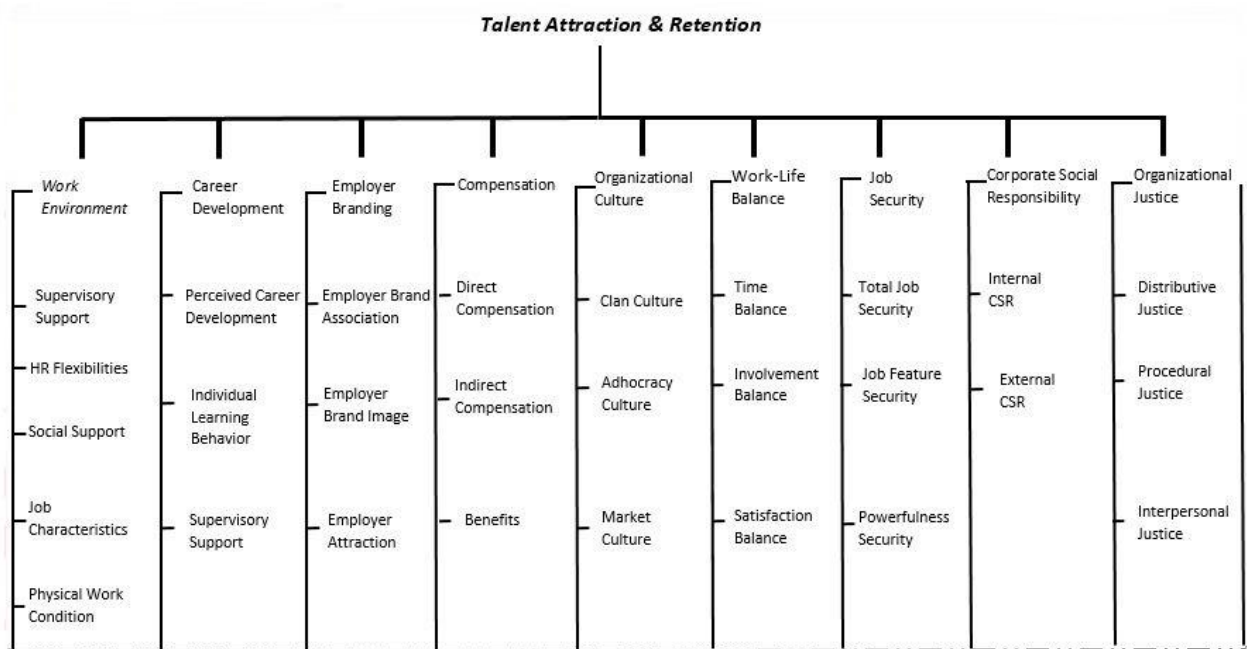 Talent Attraction & Retention
Work
Environment
Supervisory
Support
HR Flexibilities
Social Support
Job
Characteristics
Physical Work
Condition
Career
Development
Perceived Career
Development
Individual
Learning
Behavior
Supervisory
Support
Employer
Branding
Employer Brand
Association
Employer
Brand Image
Employer
Attraction
Compensation
Direct
Compensation
Indirect
Compensation
Benefits
Organizational
Culture
Clan Culture
Adhocracy
Culture
Market
Culture
Work-Life
Balance
Time
Balance
Involvement
Balance
Satisfaction
Balance
Job
Security
Total Job
Security
Job Feature
Security
Powerfulness
Security
Corporate Social
Responsibility
Internal
CSR
External
CSR
Organizational
Justice
Distributive
Justice
Procedural
Justice
Interpersonal
Justice